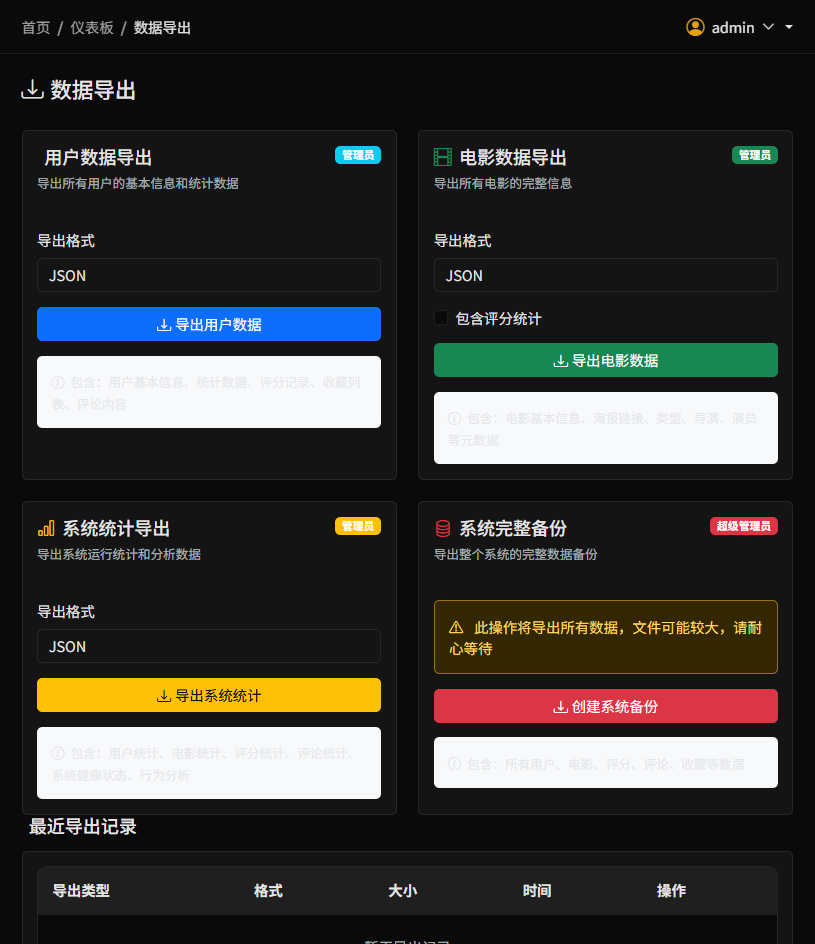 首页 / 仪表板 / 数据导出
admin
数据导出
用户数据导出
管理员
导出所有用户的基本信息和统计数据
导出格式
JSON
导出用户数据
包含：用户基本信息、统计数据、评分记录、收藏列
表、评论内容
电影数据导出
管理员
导出所有电影的完整信息
导出格式
JSON
包含评分统计
导出电影数据
包含：电影基本信息、海报链接、类型、导演、演员
等元数据
系统统计导出
管理员
导出系统运行统计和分析数据
导出格式
JSON
导出系统统计
包含：用户统计、电影统计、评分统计、评论统计、
系统健康状态、行为分析
系统完整备份
超级管理员
导出整个系统的完整数据备份
此操作将导出所有数据，文件可能较大，请耐
心等待
创建系统备份
包含：所有用户、电影、评分、评论、收藏等数据
最近导出记录
导出类型 格式 大小 时间 操作